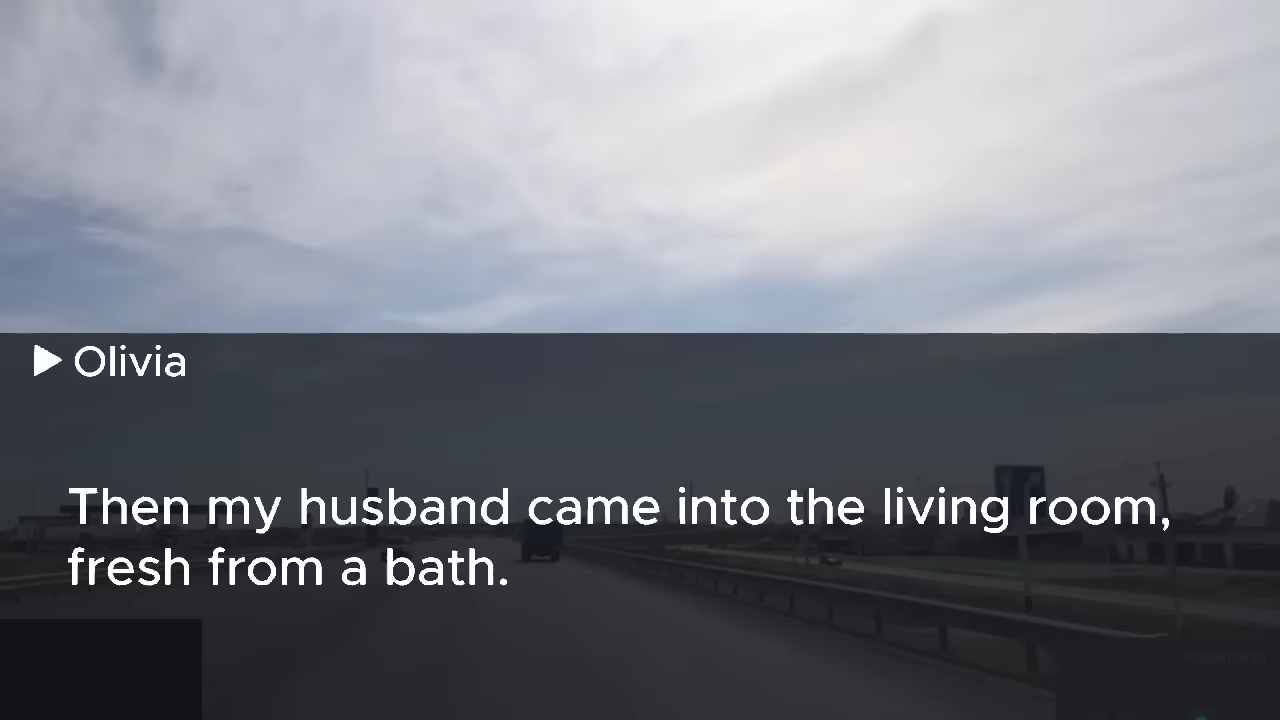 ▶ Olivia
Then my husband came into the living room,
fresh from a bath.